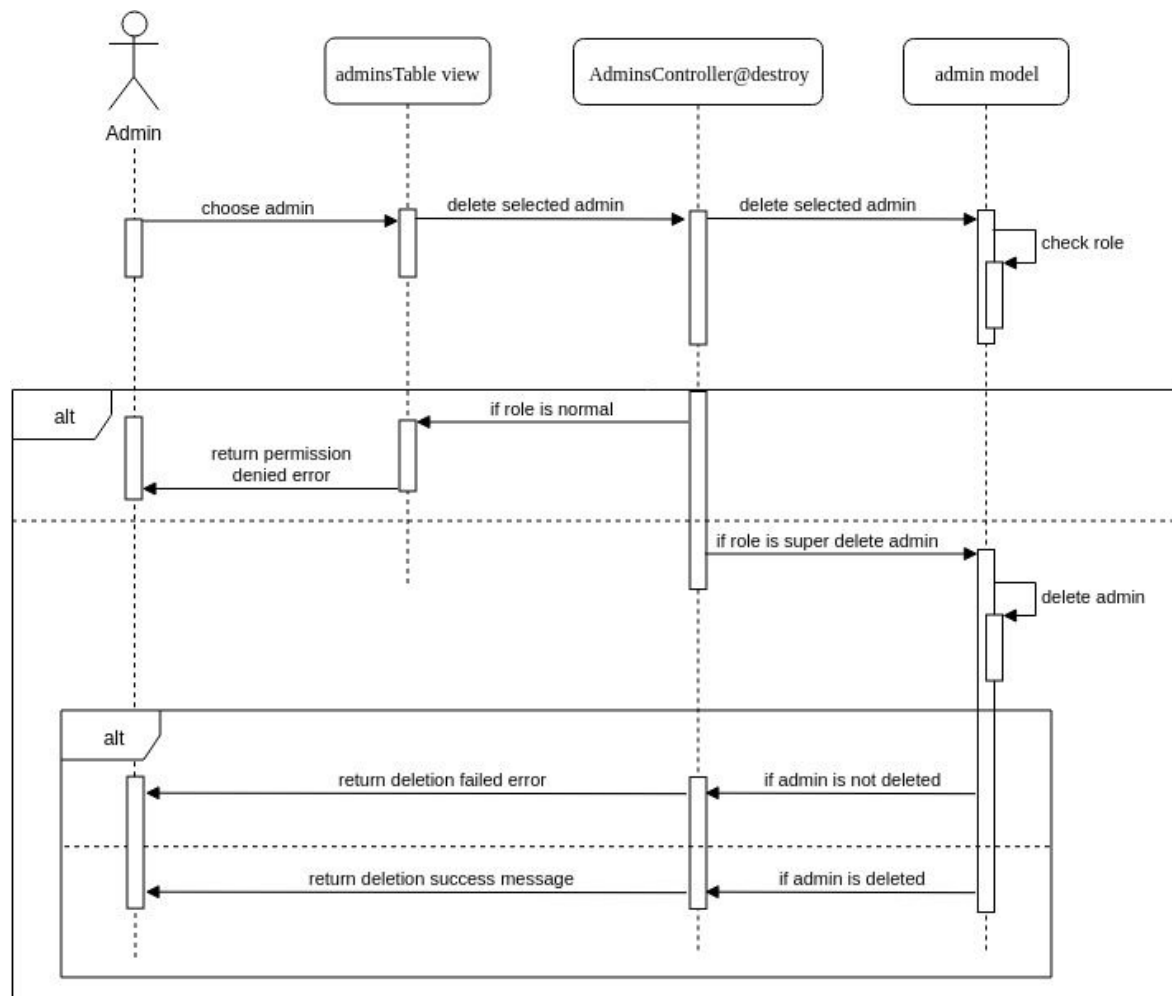 adminsTable view
AdminsController@destroy
admin model
Admin
choose admin
delete selected admin
delete selected admin
check role
alt
if role is normal
return permission
denied error
if role is super delete admin
delete admin
alt
return deletion failed error
if admin is not deleted
return deletion success message
if admin is deleted